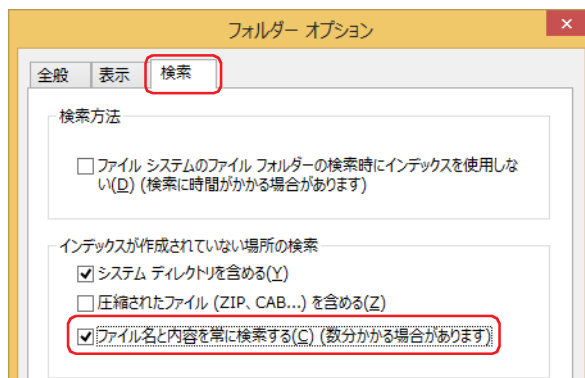 フォルダー オプション
全般
表示
検索
検索方法
ファイル システムのファイル フォルダーの検索時にインデックスを使用しな
い(D) (検索に時間がかかる場合があります)
インデックスが作成されていない場所の検索
システム ディレクトリを含める(Y)
圧縮されたファイル (ZIP、CAB...) を含める(Z)
ファイル名と内容を常に検索する(C) (数分かかる場合があります)